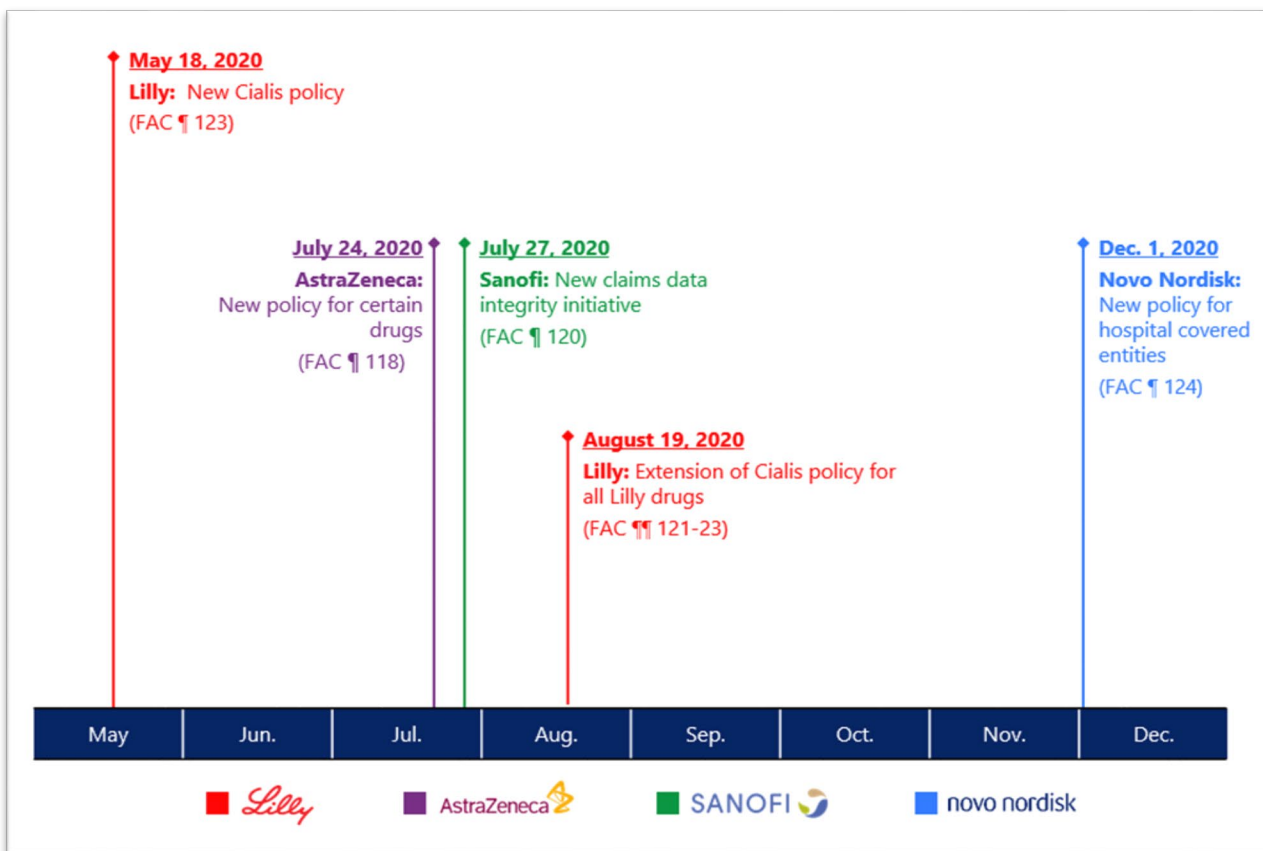 May 18, 2020
Lilly: New Cialis policy
(FAC ¶ 123)
July 24, 2020
AstraZeneca:
New policy for certain
drugs
(FAC ¶ 118)
July 27, 2020
Sanofi: New claims data
integrity initiative
(FAC ¶ 120)
Dec. 1, 2020
Novo Nordisk:
New policy for
hospital covered
entities
(FAC ¶ 124)
August 19, 2020
Lilly: Extension of Cialis policy for
all Lilly drugs
(FAC ¶¶ 121-23)
May
Jun.
Jul.
Aug.
Sep.
Oct.
Nov.
Dec.
Lilly
AstraZeneca
SANOFI
novo nordisk